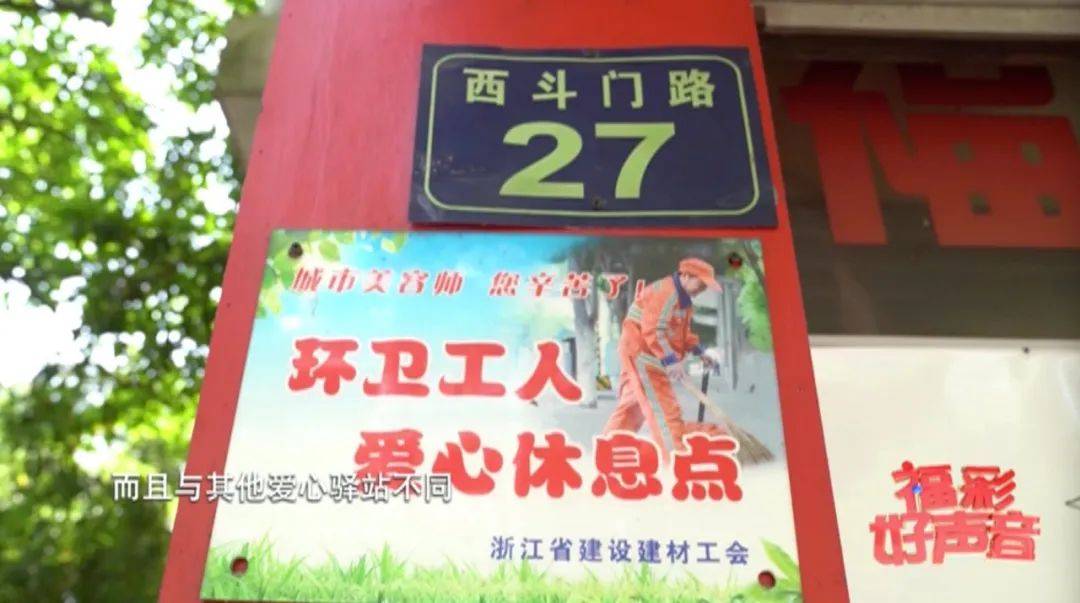 西斗门路
27
福
城市美容师 您辛苦了！
环卫工人
爱心休息点
而且与其他爱心驿站不同
浙江省建设建材工会
福彩
好声音